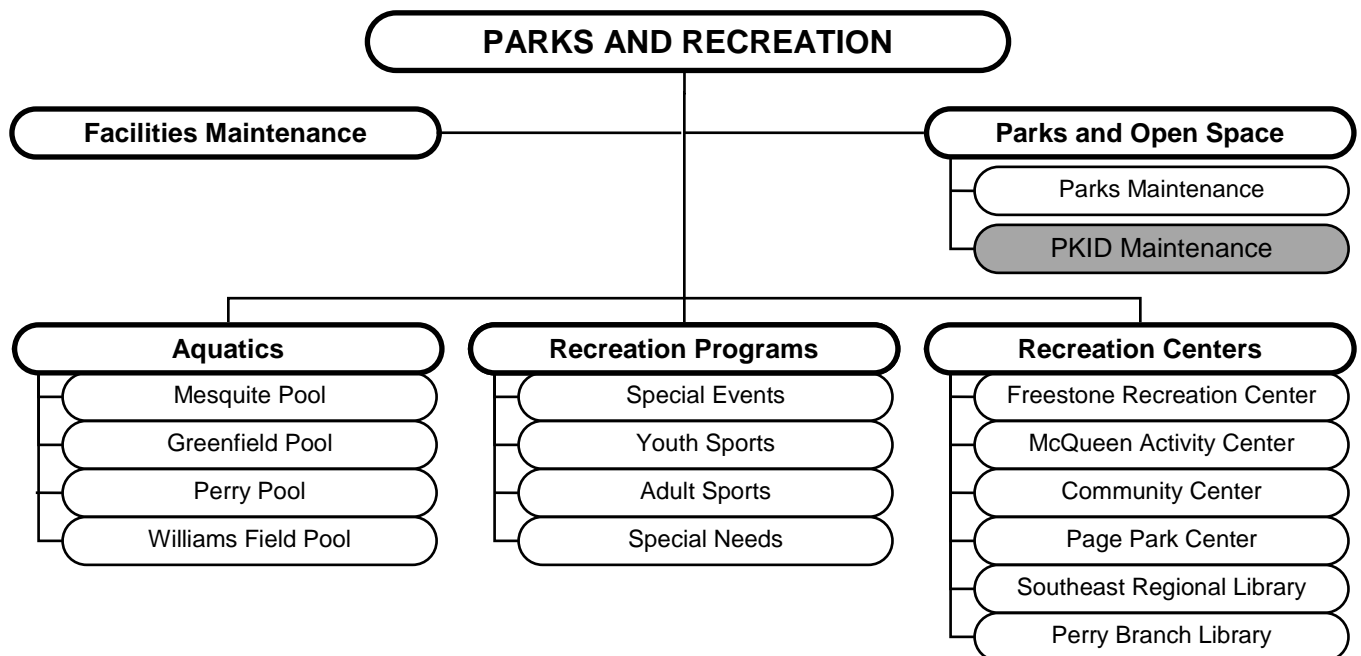 PARKS AND RECREATION
Facilities Maintenance
Parks and Open Space
Parks Maintenance
PKID Maintenance
Aquatics
Mesquite Pool
Greenfield Pool
Perry Pool
Williams Field Pool
Recreation Programs
Special Events
Youth Sports
Adult Sports
Special Needs
Recreation Centers
Freestone Recreation Center
McQueen Activity Center
Community Center
Page Park Center
Southeast Regional Library
Perry Branch Library